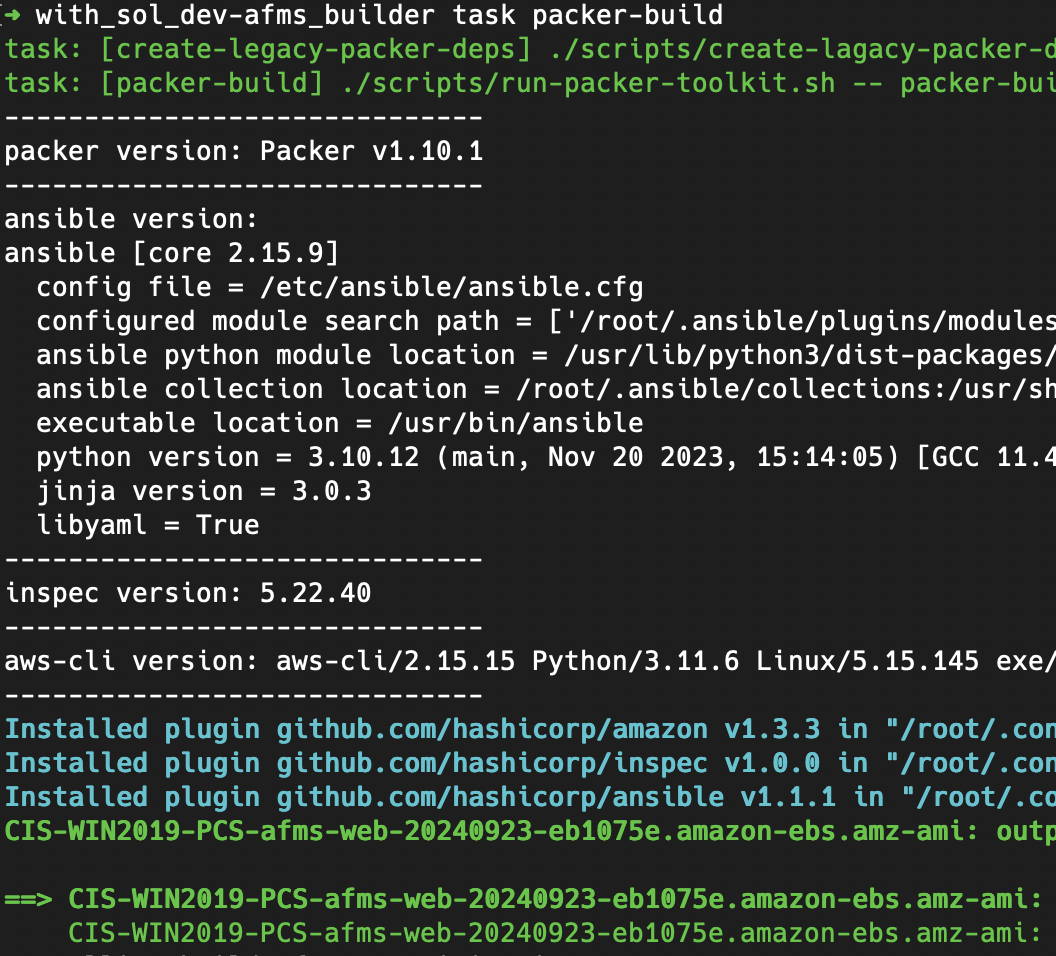 ➜ with_sol_dev-afms_builder task packer-build
task: [create-legacy-packer-deps] ./scripts/create-lagacy-packer-d
task: [packer-build] ./scripts/run-packer-toolkit.sh -- packer-bui
------------------------------
packer version: Packer v1.10.1
------------------------------
ansible version:
ansible [core 2.15.9]
  config file = /etc/ansible/ansible.cfg
  configured module search path = ['/root/.ansible/plugins/modules
  ansible python module location = /usr/lib/python3/dist-packages/
  ansible collection location = /root/.ansible/collections:/usr/sh
  executable location = /usr/bin/ansible
  python version = 3.10.12 (main, Nov 20 2023, 15:14:05) [GCC 11.4
  jinja version = 3.0.3
  libyaml = True
------------------------------
inspec version: 5.22.40
------------------------------
aws-cli version: aws-cli/2.15.15 Python/3.11.6 Linux/5.15.145 exe/
------------------------------
Installed plugin github.com/hashicorp/amazon v1.3.3 in "/root/.con
Installed plugin github.com/hashicorp/inspec v1.0.0 in "/root/.con
Installed plugin github.com/hashicorp/ansible v1.1.1 in "/root/.co
CIS-WIN2019-PCS-afms-web-20240923-eb1075e.amazon-ebs.amz-ami: outp

==> CIS-WIN2019-PCS-afms-web-20240923-eb1075e.amazon-ebs.amz-ami:
    CIS-WIN2019-PCS-afms-web-20240923-eb1075e.amazon-ebs.amz-ami: